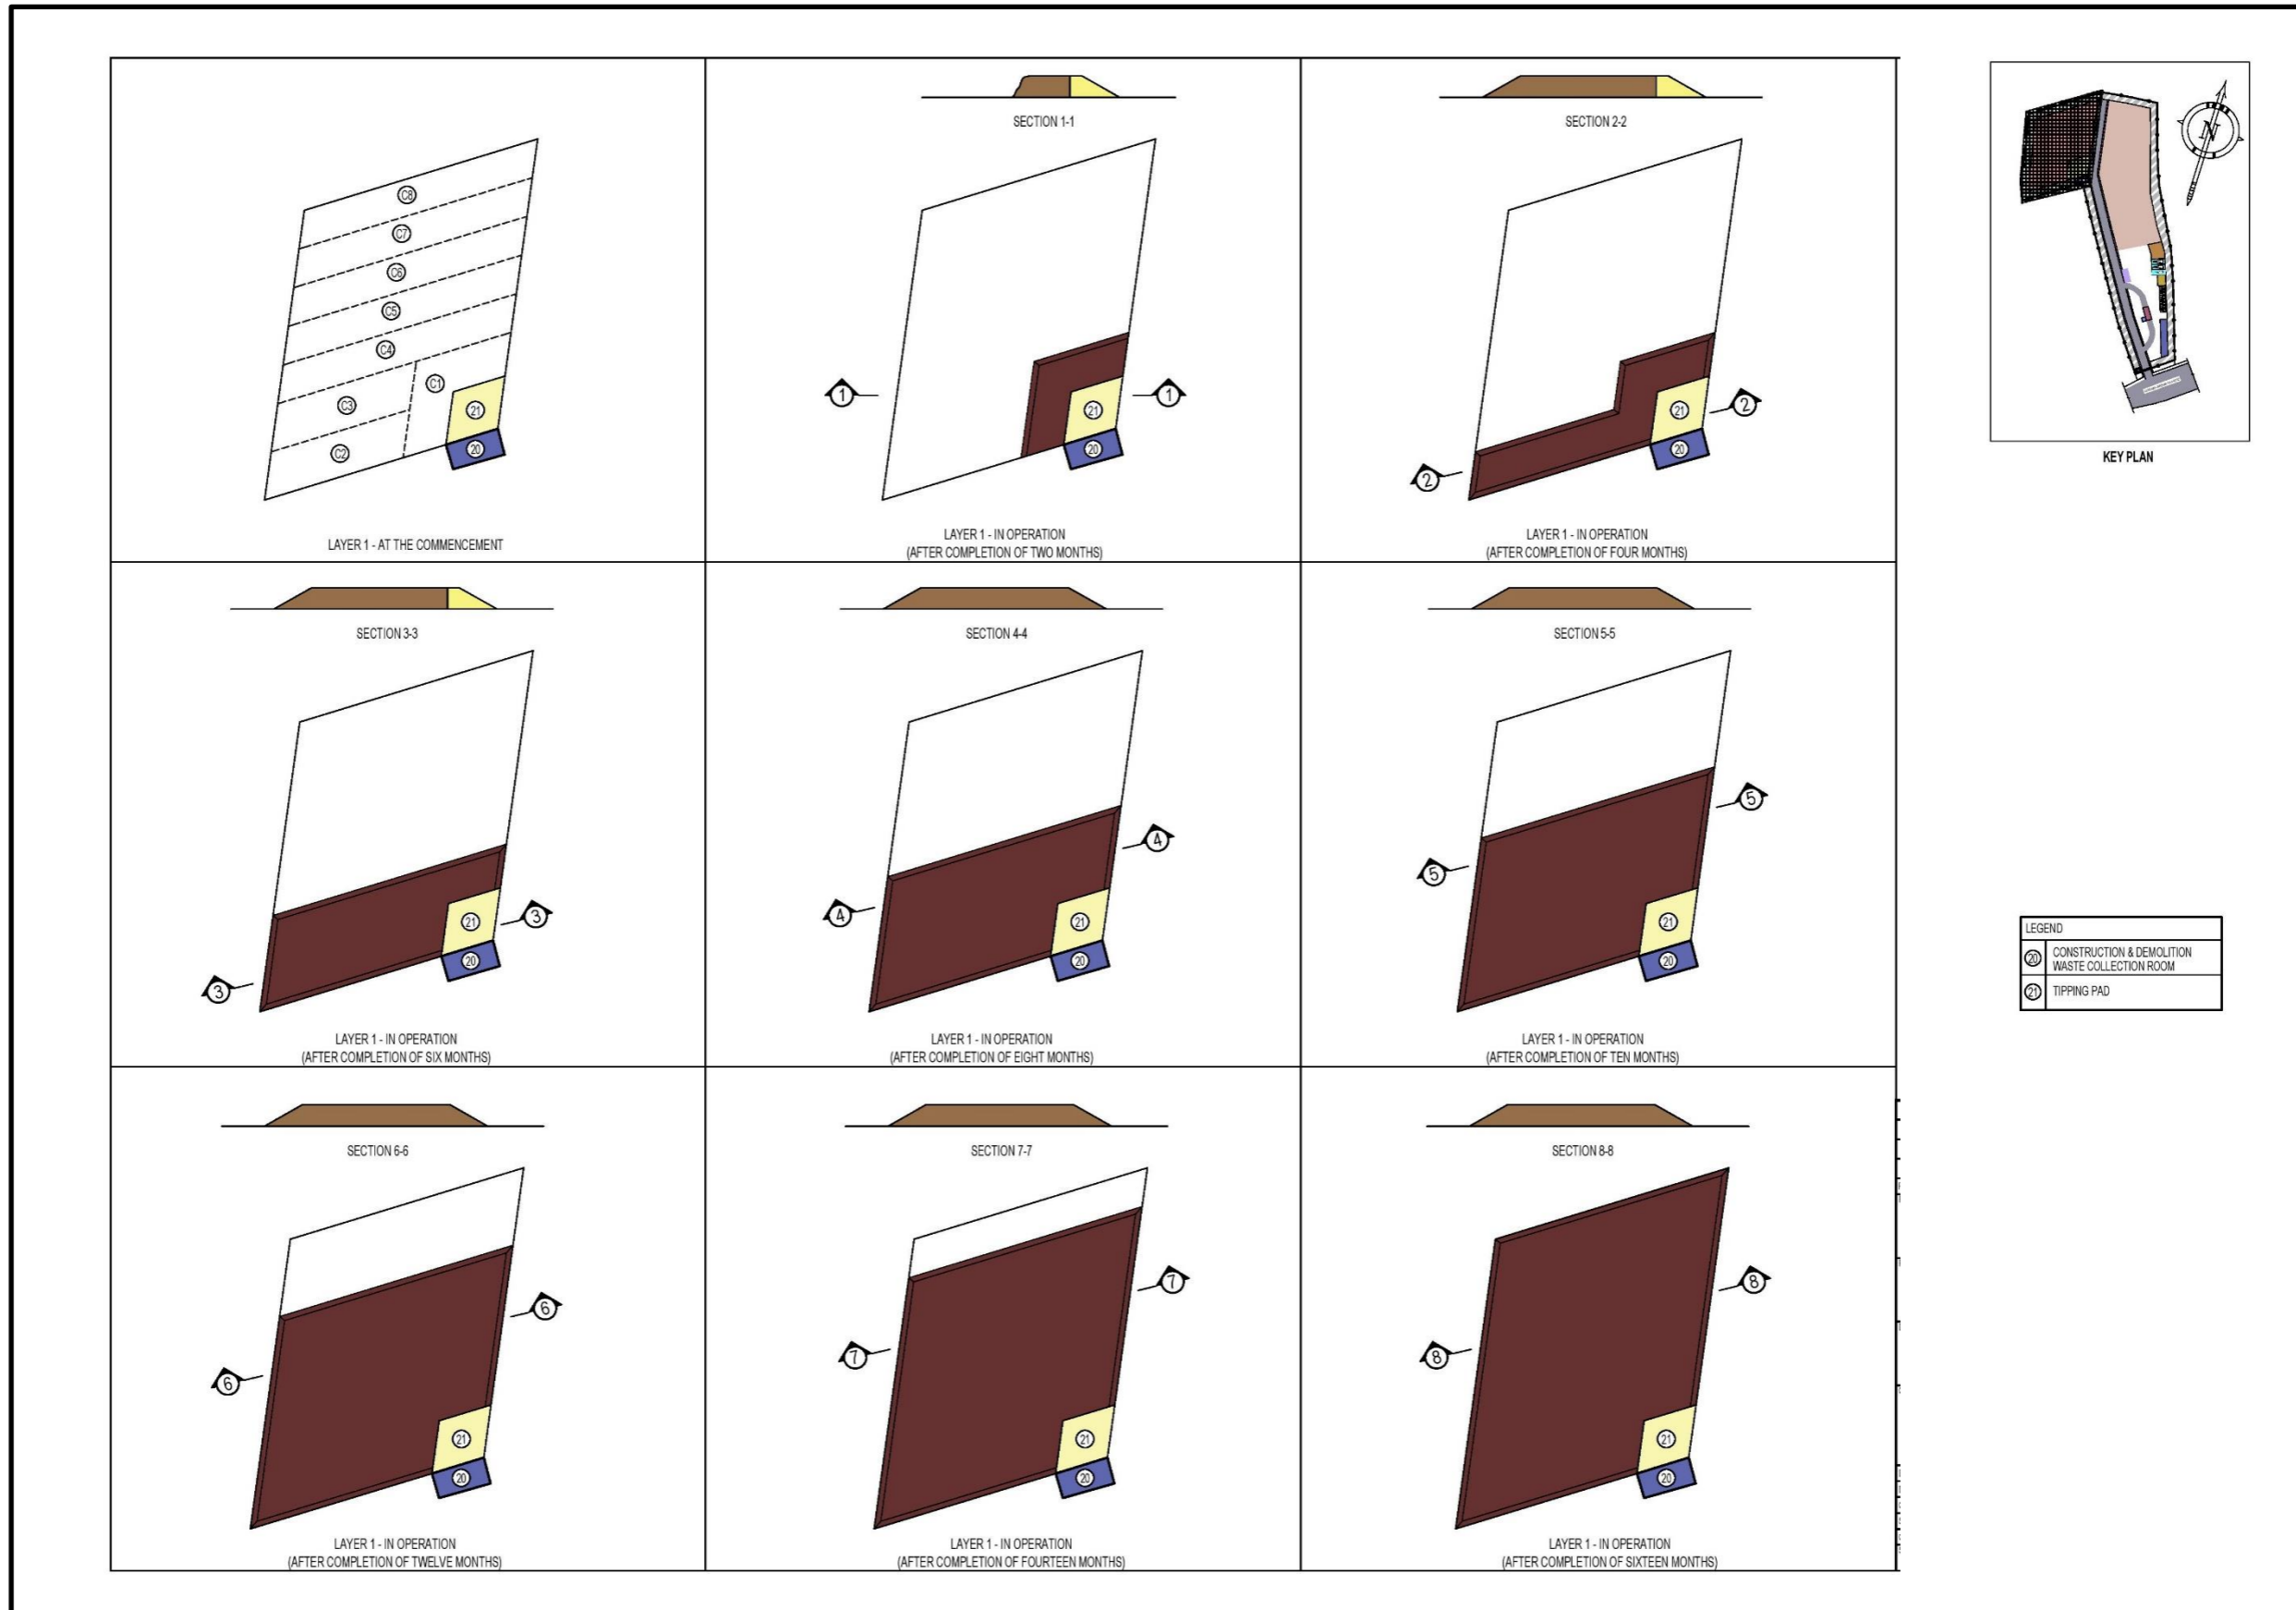 C8
C7
C6
C5
C4
C1
C3
21
C2
20
LAYER 1 - AT THE COMMENCEMENT
SECTION 1-1
1
1
21
20
LAYER 1 - IN OPERATION
(AFTER COMPLETION OF TWO MONTHS)
SECTION 2-2
21
2
20
2
LAYER 1 - IN OPERATION
(AFTER COMPLETION OF FOUR MONTHS)
N
KEY PLAN
SECTION 3-3
21
3
20
3
LAYER 1 - IN OPERATION
(AFTER COMPLETION OF SIX MONTHS)
SECTION 4-4
4
4
21
20
LAYER 1 - IN OPERATION
(AFTER COMPLETION OF EIGHT MONTHS)
SECTION 5-5
5
5
21
20
LAYER 1 - IN OPERATION
(AFTER COMPLETION OF TEN MONTHS)
LEGEND
20 CONSTRUCTION & DEMOLITION
WASTE COLLECTION ROOM
21 TIPPING PAD
SECTION 6-6
6
6
21
20
LAYER 1 - IN OPERATION
(AFTER COMPLETION OF TWELVE MONTHS)
SECTION 7-7
7
7
21
20
LAYER 1 - IN OPERATION
(AFTER COMPLETION OF FOURTEEN MONTHS)
SECTION 8-8
8
8
21
20
LAYER 1 - IN OPERATION
(AFTER COMPLETION OF SIXTEEN MONTHS)